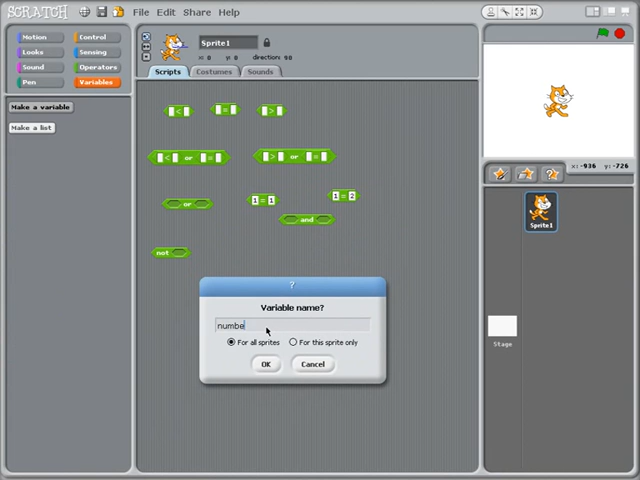 SCRATCH File Edit Share Help
Motion Control
Looks Sensing
Sound Operators
Pen Variables
Make a variable
Make a list
Sprite1
x: 0 y: 0 direction: 90
Scripts Costumes Sounds
< = >
< or = > or =
or 1 = 1 1 = 2
and
not
?
Variable name?
numbe
For all sprites For this sprite only
OK Cancel
x: -936 y: -726
Sprite1
Stage